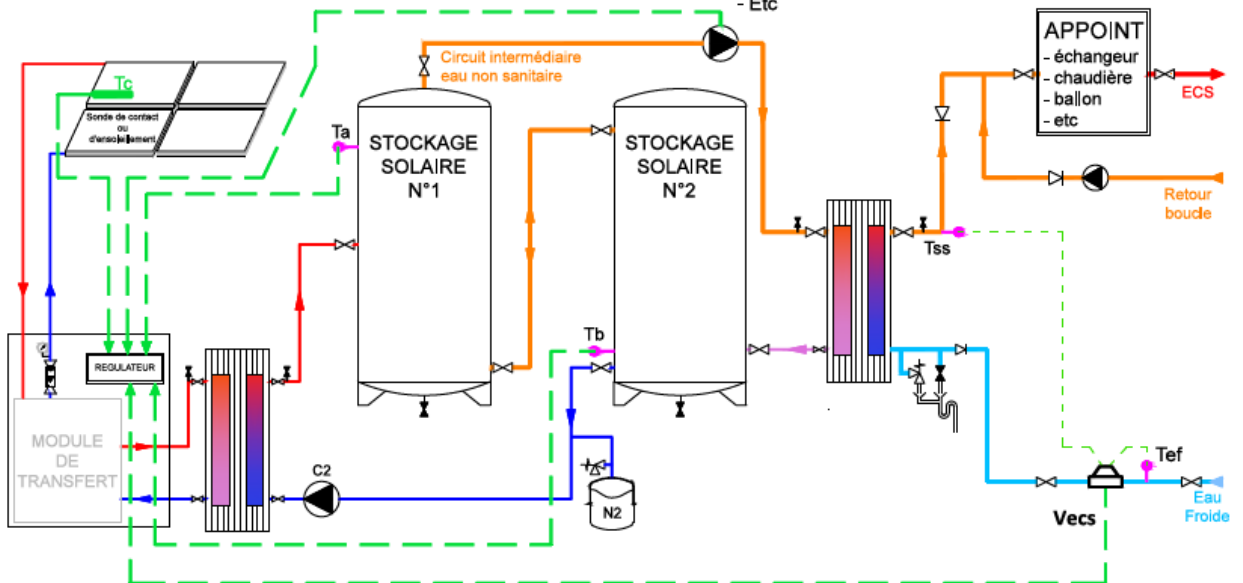 - Etc
Circuit intermédiaire
eau non sanitaire
APPOINT
- échangeur
- chaudière
- ballon
- etc
ECS
Tc
Sonde de contact
ou
d'ensoleillement
Ta
STOCKAGE
SOLAIRE
N°1
STOCKAGE
SOLAIRE
N°2
Retour
boucle
Tss
Tb
REGULATEUR
MODULE
DE
TRANSFERT
C2
N2
Tef
Eau
Froide
Vecs